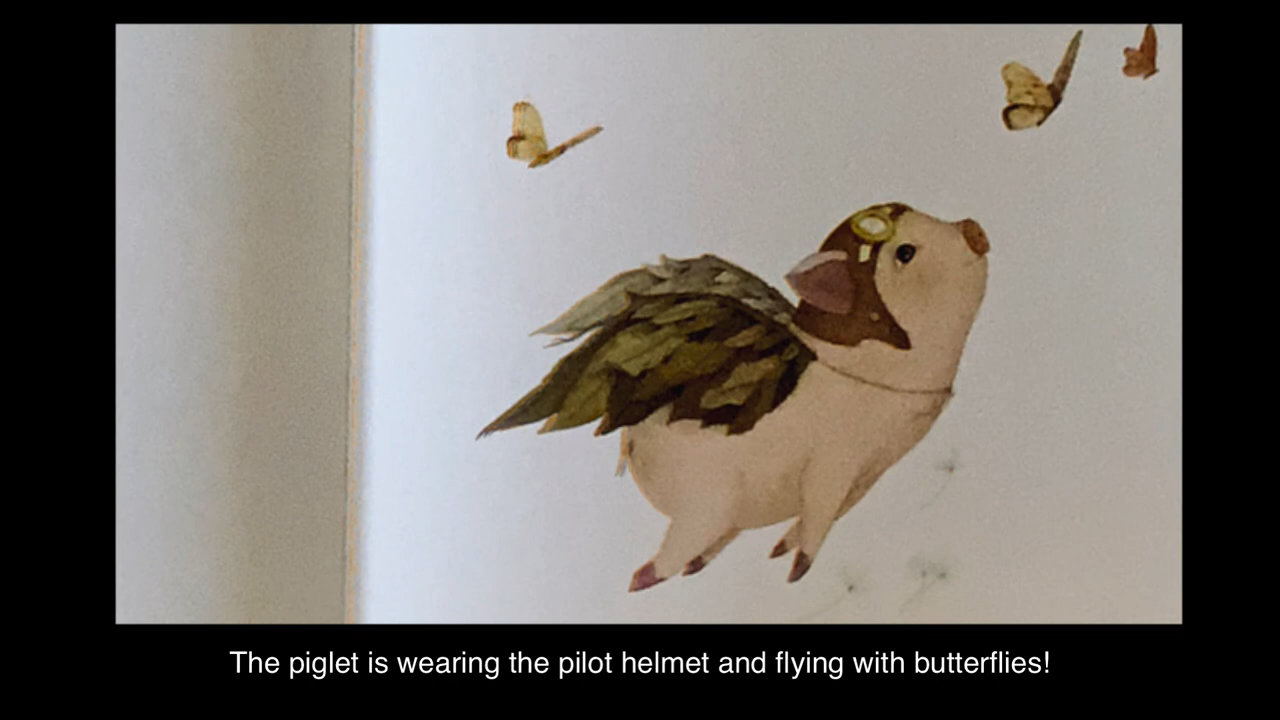 The piglet is wearing the pilot helmet and flying with butterflies!